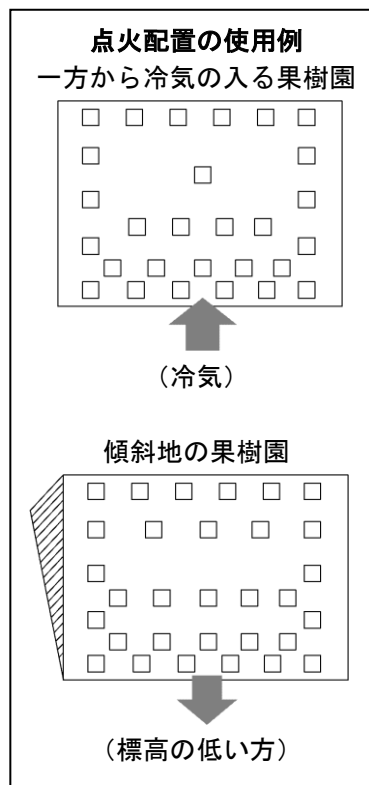 点火配置の使用例
一方から冷気の入る果樹園
（冷気）
傾斜地の果樹園
（標高の低い方）